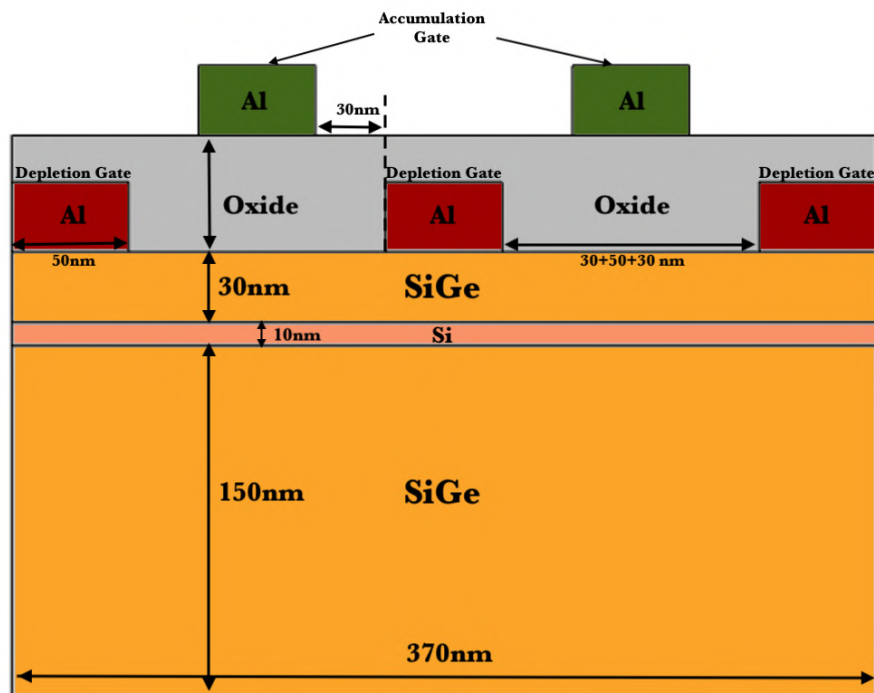 Accumulation
Gate
Al
Al
30nm
Depletion Gate
Depletion Gate
Depletion Gate
Al
Oxide
Al
Oxide
Al
50nm
30+50+30 nm
30nm
SiGe
10nm
Si
150nm
SiGe
370nm